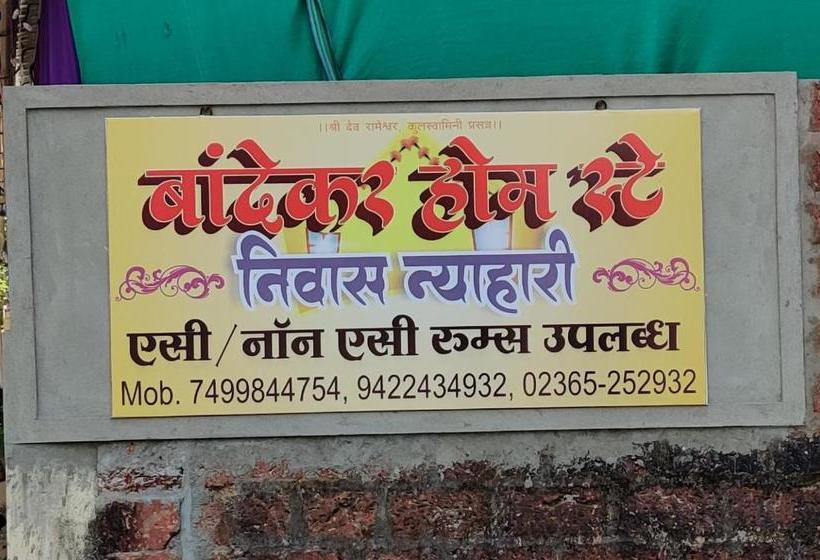 ||श्री देव रामेश्वर, कुलस्वामिनी प्रसन्न||
बांदेकर होम स्टे
निवास न्याहारी
एसी/नॉन एसी रुम्स उपलब्ध
Mob. 7499844754, 9422434932, 02365-252932